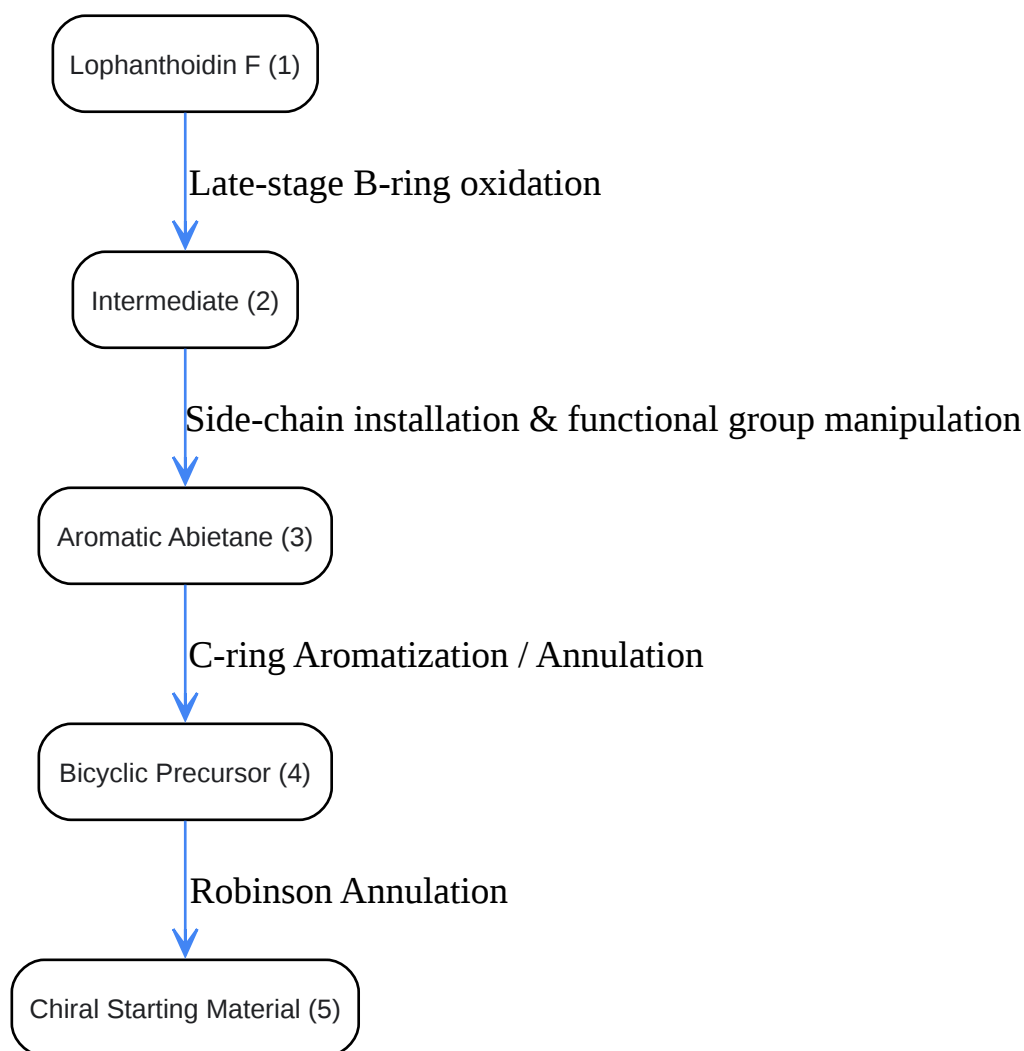 Lophanthoidin F (1)
Late-stage B-ring oxidation
Intermediate (2)
Side-chain installation & functional group manipulation
Aromatic Abietane (3)
C-ring Aromatization / Annulation
Bicyclic Precursor (4)
Robinson Annulation
Chiral Starting Material (5)